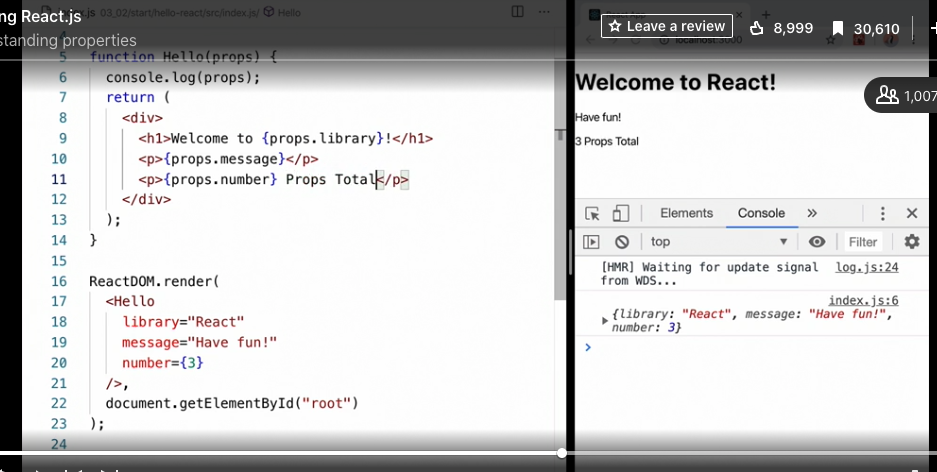 ng React.js
standing properties
03_02/start/hello-react/src/index.js/ Hello
Leave a review
8,999
30,610
1,007
5 function Hello(props) {
6 console.log(props);
7 return (
8 <div>
9 <h1>Welcome to {props.library}!</h1>
10 <p>{props.message}</p>
11 <p>{props.number} Props Total</p>
12 </div>
13 );
14 }
15
16 ReactDOM.render(
17 <Hello
18 library="React"
19 message="Have fun!"
20 number={3}
21 />,
22 document.getElementById("root")
23 );
24
Welcome to React!
Have fun!
3 Props Total
Elements Console »
top Filter
[HMR] Waiting for update signal log.js:24
from WDS...
index.js:6
{library: "React", message: "Have fun!",
number: 3}